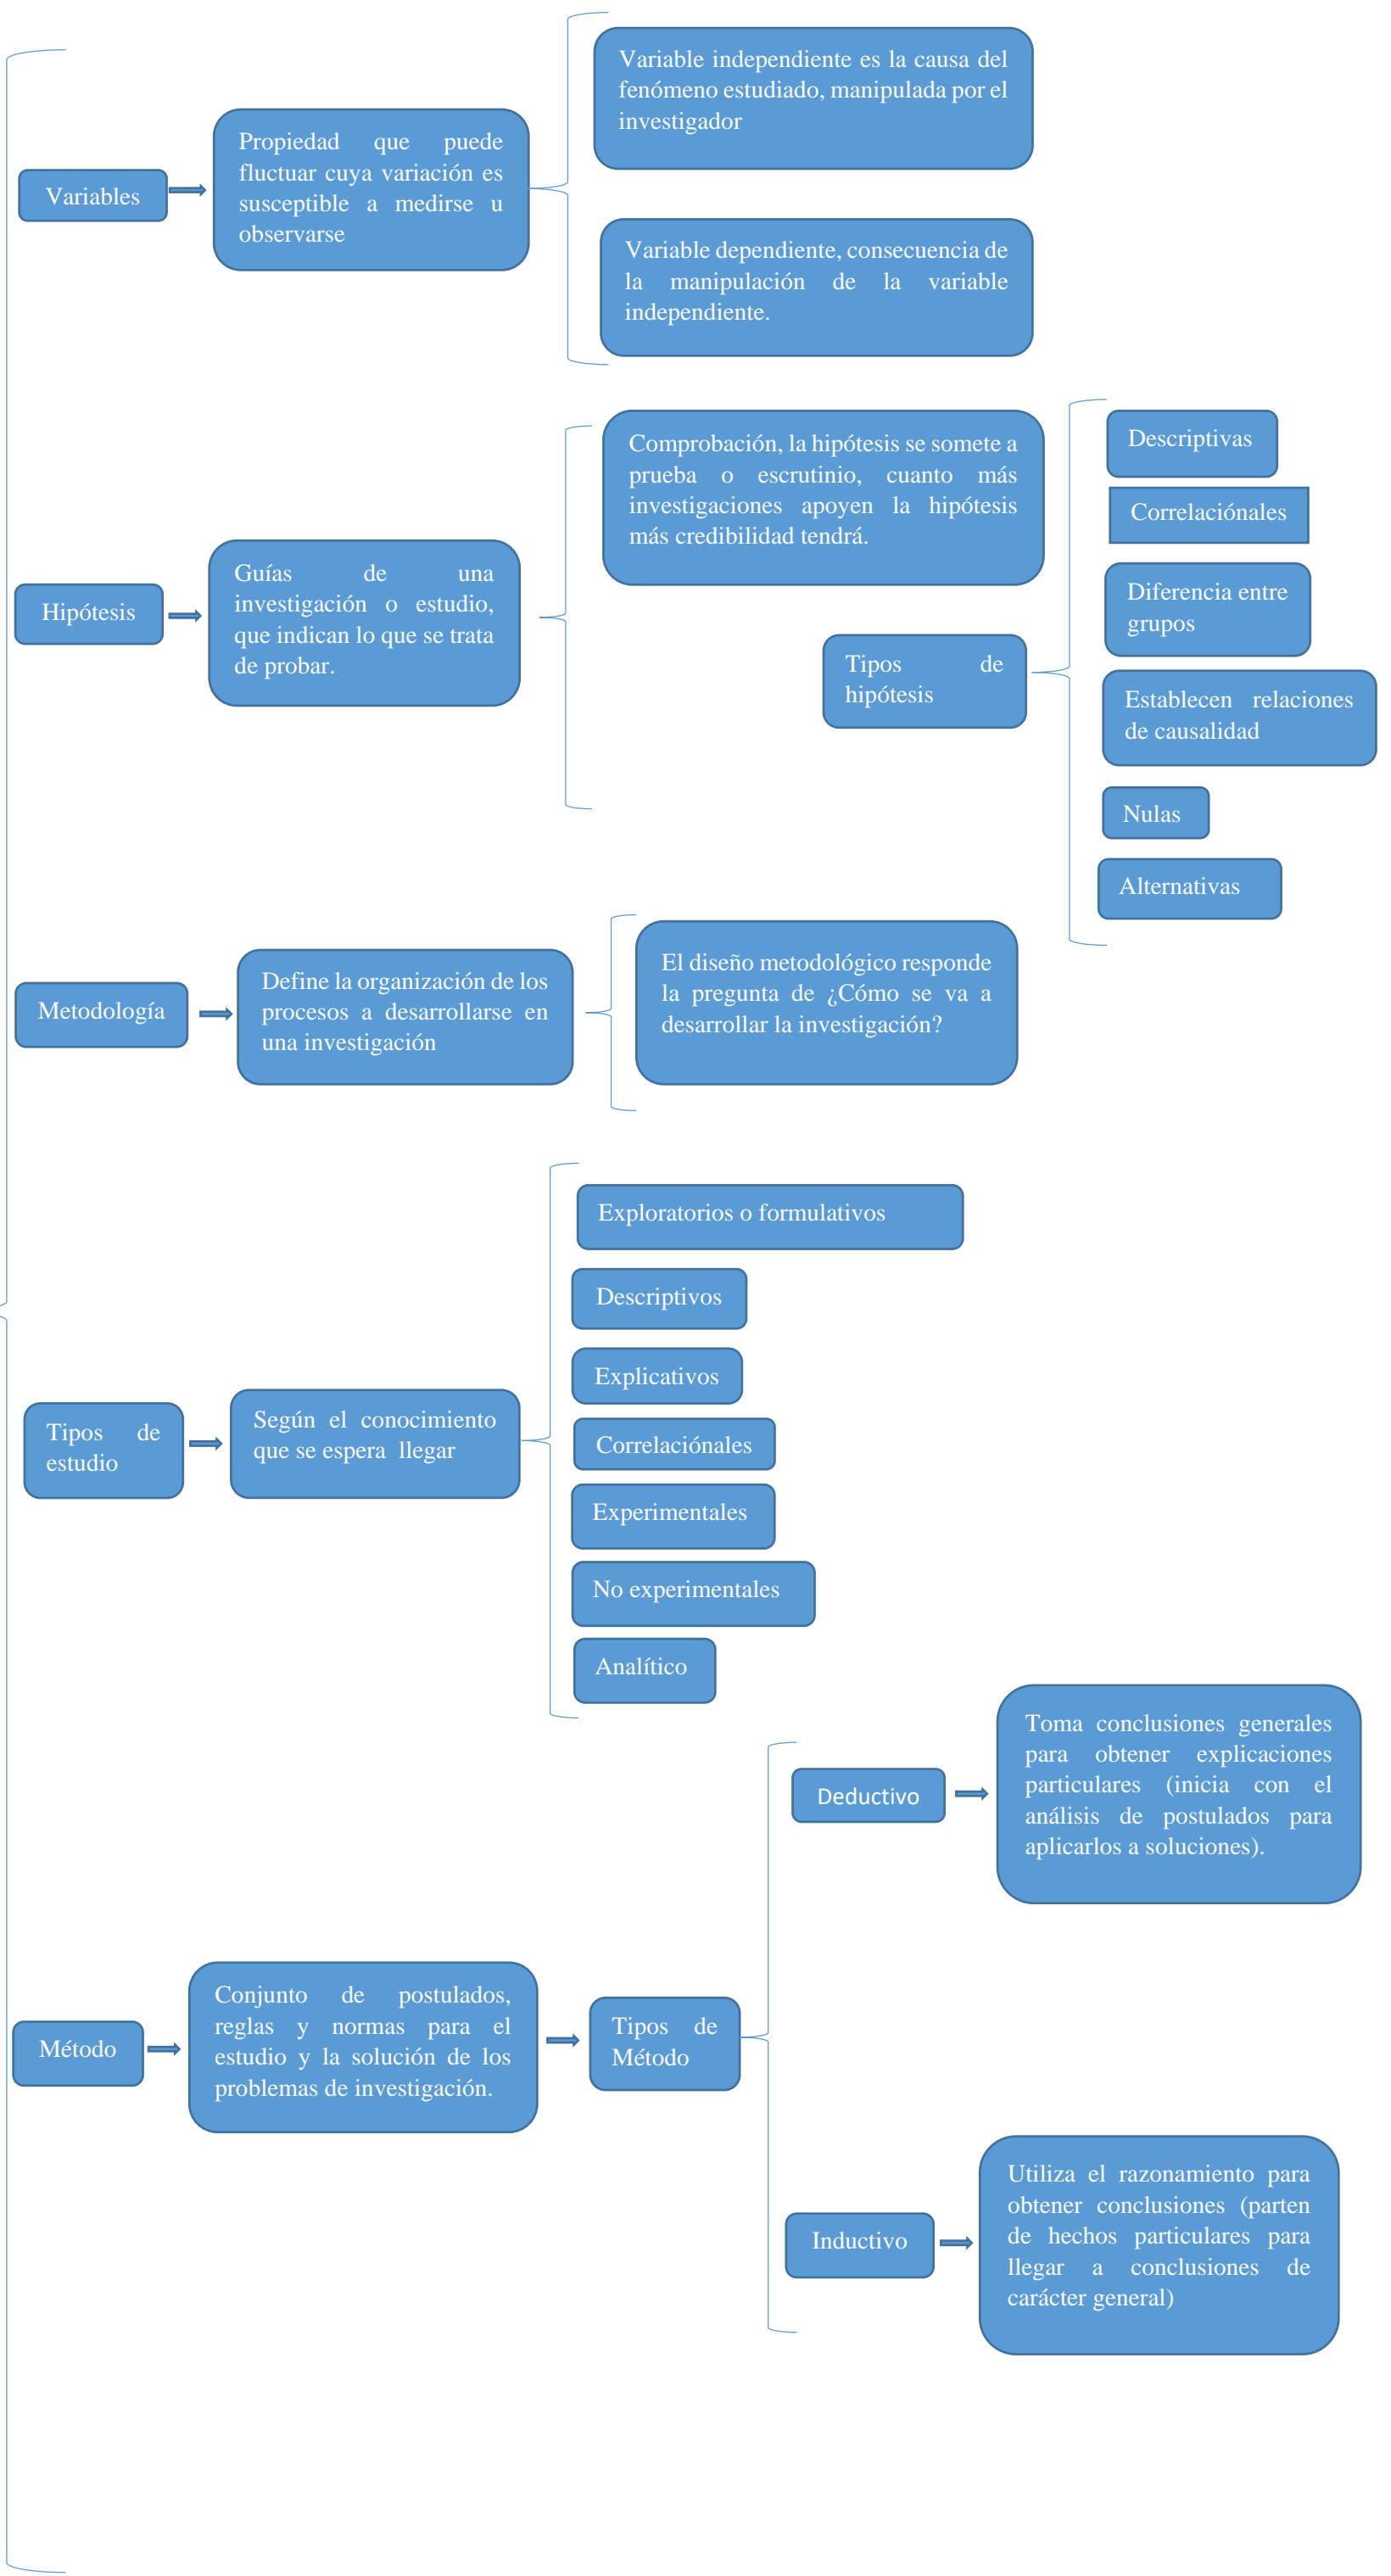 Variables
Propiedad que puede
fluctuar cuya variación es
susceptible a medirse u
observarse
Variable independiente es la causa del
fenómeno estudiado, manipulada por el
investigador
Variable dependiente, consecuencia de
la manipulación de la variable
independiente.
Hipótesis
Guías de una
investigación o estudio,
que indican lo que se trata
de probar.
Comprobación, la hipótesis se somete a
prueba o escrutinio, cuanto más
investigaciones apoyen la hipótesis
más credibilidad tendrá.
Tipos de
hipótesis
Descriptivas
Correlaciónales
Diferencia entre
grupos
Establecen relaciones
de causalidad
Nulas
Alternativas
Metodología
Define la organización de los
procesos a desarrollarse en
una investigación
El diseño metodológico responde
la pregunta de ¿Cómo se va a
desarrollar la investigación?
Tipos de
estudio
Según el conocimiento
que se espera llegar
Exploratorios o formulativos
Descriptivos
Explicativos
Correlaciónales
Experimentales
No experimentales
Analítico
Método
Conjunto de postulados,
reglas y normas para el
estudio y la solución de los
problemas de investigación.
Tipos de
Método
Deductivo
Toma conclusiones generales
para obtener explicaciones
particulares (inicia con el
análisis de postulados para
aplicarlos a soluciones).
Inductivo
Utiliza el razonamiento para
obtener conclusiones (parten
de hechos particulares para
llegar a conclusiones de
carácter general)